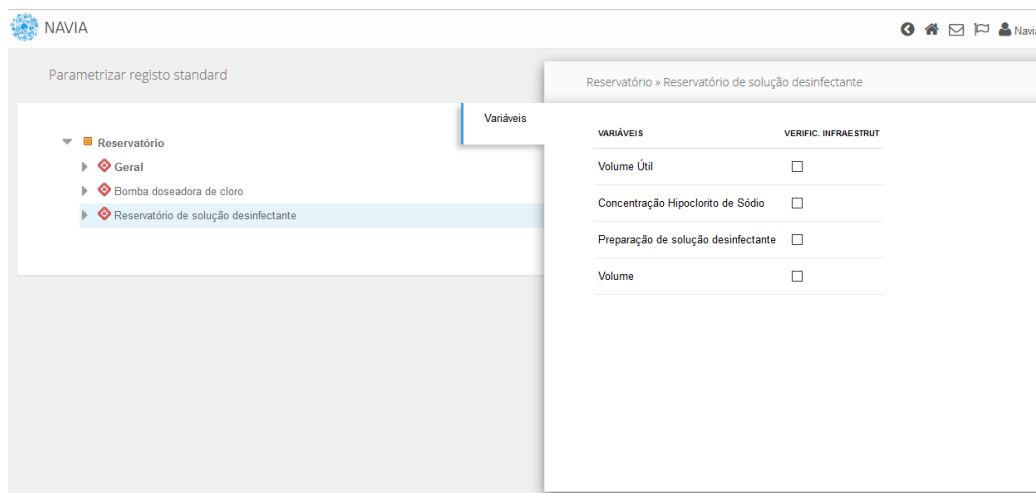 NAVIA
Navia
Parametrizar registo standard
Reservatório
Geral
Bomba doseadora de cloro
Reservatório de solução desinfectante
Variáveis
Reservatório » Reservatório de solução desinfectante
VARIÁVEIS VERIFIC. INFRAESTRUT
Volume Útil
Concentração Hipoclorito de Sódio
Preparação de solução desinfectante
Volume